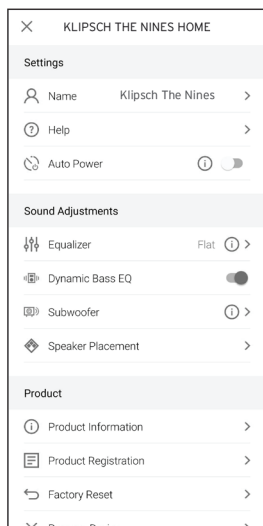 KLIPSCH THE NINES HOME
Settings
Name Klipsch The Nines
Help
Auto Power
Sound Adjustments
Equalizer Flat
Dynamic Bass EQ
Subwoofer
Speaker Placement
Product
Product Information
Product Registration
Factory Reset